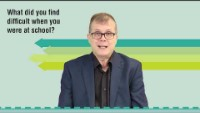 What did you find
difficult when you
were at school?